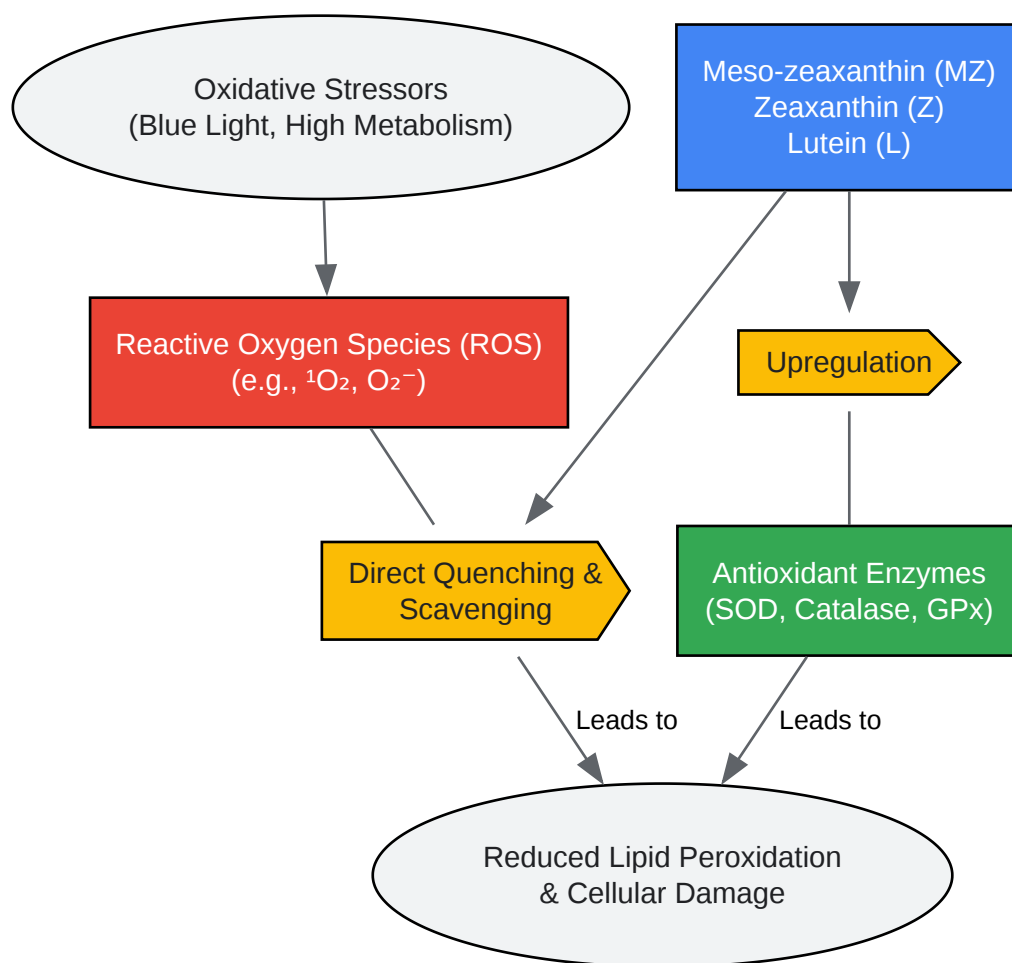 Oxidative Stressors
(Blue Light, High Metabolism)
Meso-zeaxanthin (MZ)
Zeaxanthin (Z)
Lutein (L)
Reactive Oxygen Species (ROS)
(e.g., ¹O₂, O₂⁻)
Upregulation
Direct Quenching &
Scavenging
Antioxidant Enzymes
(SOD, Catalase, GPx)
Leads to
Leads to
Reduced Lipid Peroxidation
& Cellular Damage